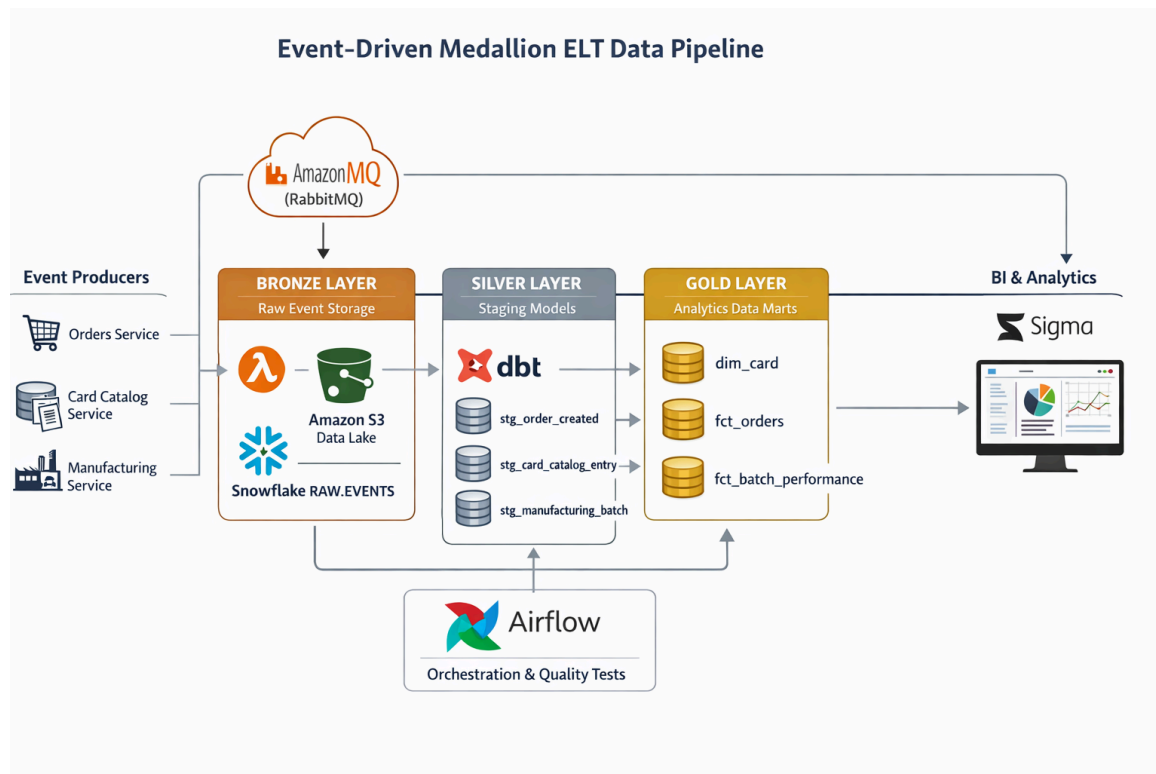 Event-Driven Medallion ELT Data Pipeline
AmazonMQ
(RabbitMQ)
Event Producers
Orders Service
Card Catalog
Service
Manufacturing
Service
BRONZE LAYER
Raw Event Storage
λ
Amazon S3
Data Lake
Snowflake RAW.EVENTS
SILVER LAYER
Staging Models
dbt
stg_order_created
stg_card_catalog_entry
stg_manufacturing_batch
GOLD LAYER
Analytics Data Marts
dim_card
fct_orders
fct_batch_performance
BI & Analytics
Sigma
Airflow
Orchestration & Quality Tests